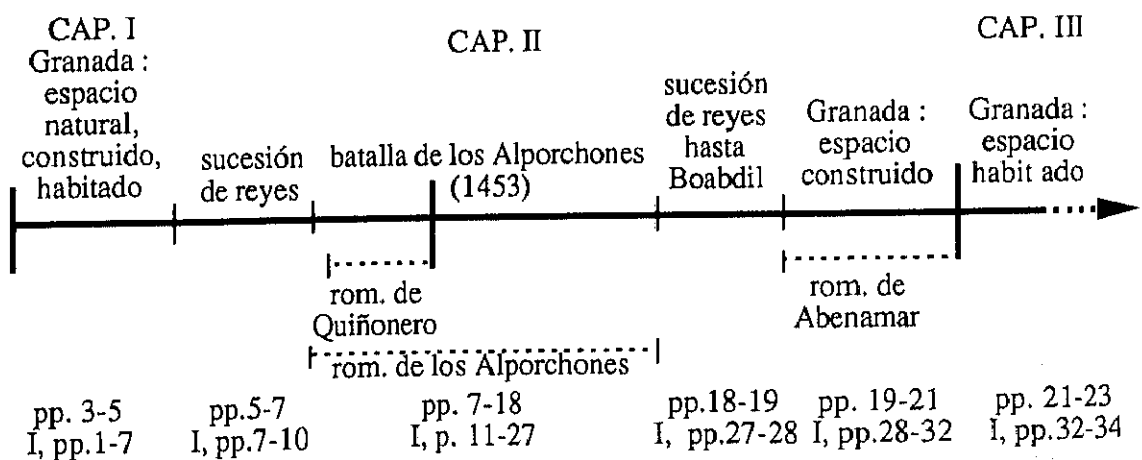 CAP. I
Granada :
espacio
natural,
construido,
habitado
sucesión
de reyes
CAP. II
batalla de los Alporchones
(1453)
sucesión
de reyes
hasta
Boabdil
Granada :
espacio
construido
CAP. III
Granada :
espacio
habit ado
rom. de
Quiñonero
rom. de los Alporchones
rom. de
Abenamar
pp. 3-5
I, pp.1-7
pp.5-7
I, pp.7-10
pp. 7-18
I, p. 11-27
pp.18-19
I, pp.27-28
pp. 19-21
I, pp.28-32
pp. 21-23
I, pp.32-34